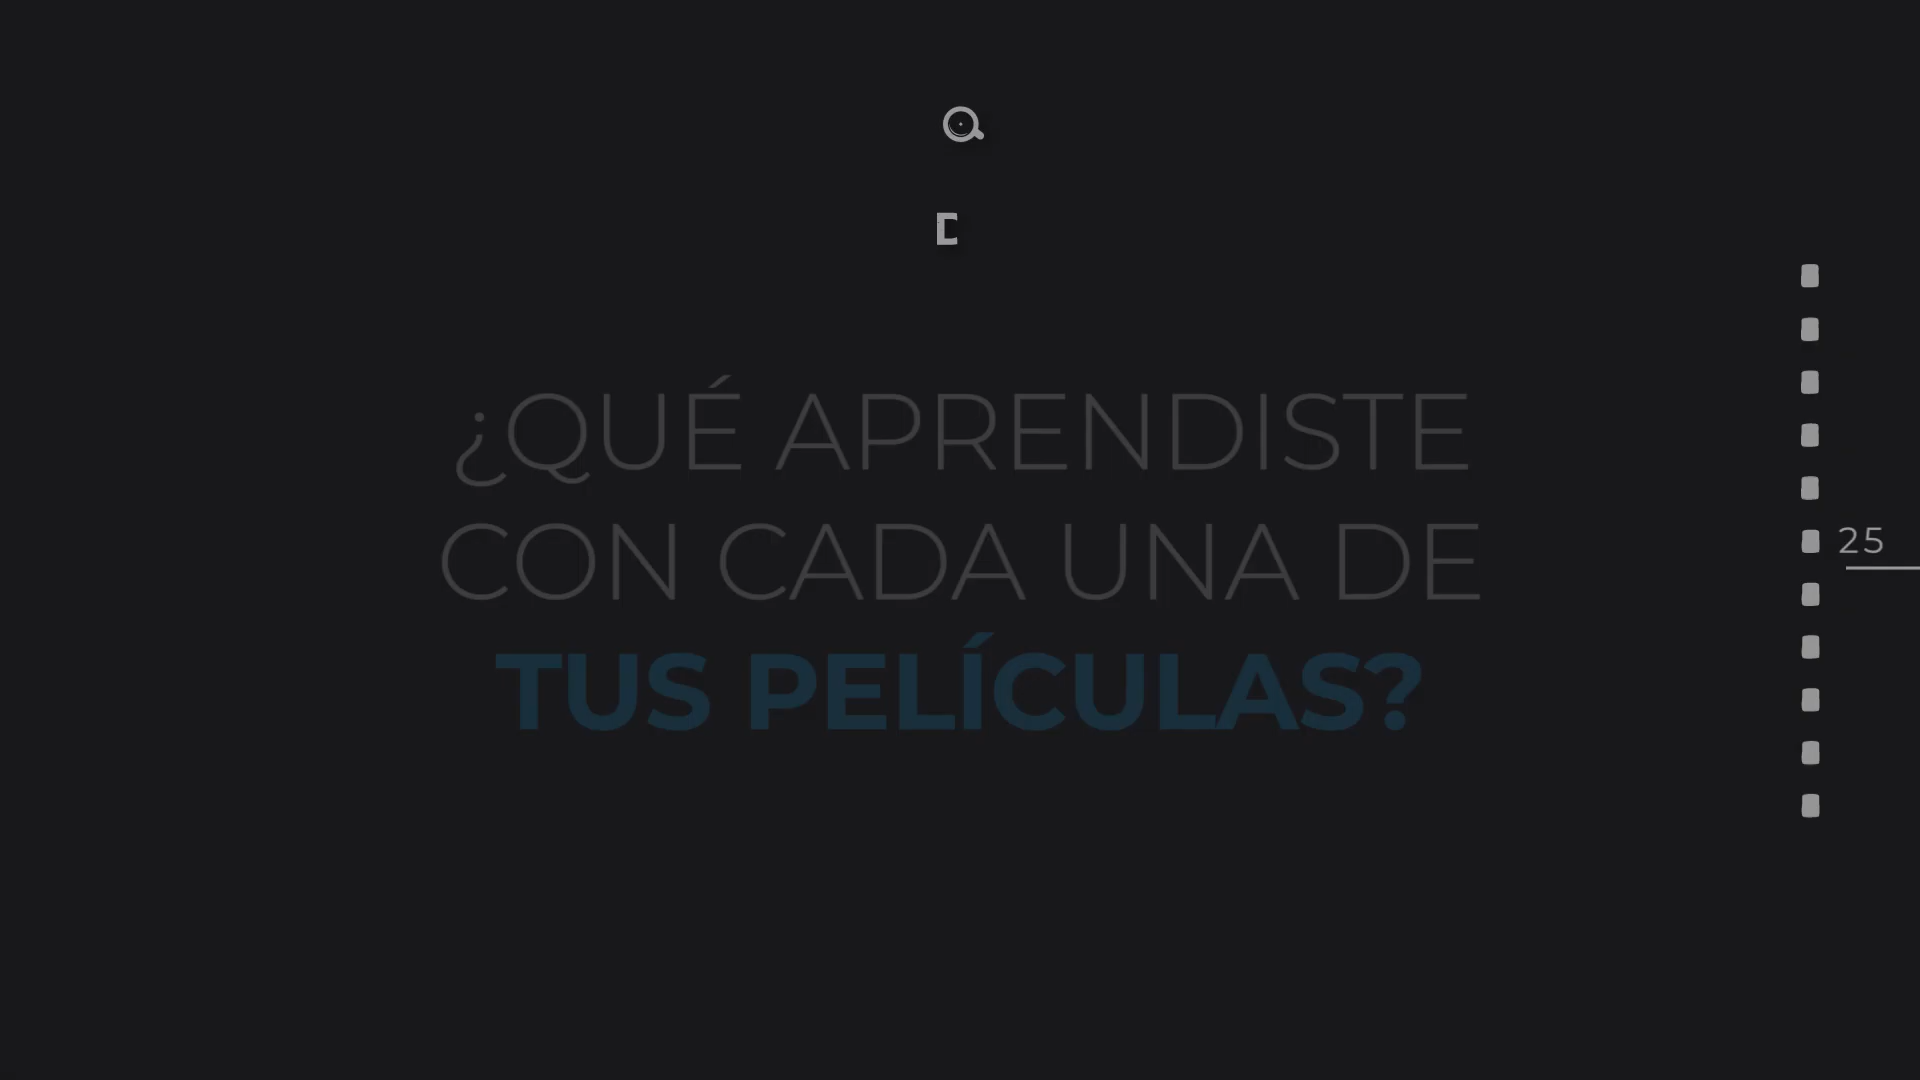 D
¿QUÉ APRENDISTE
CON CADA UNA DE
25
TUS PELÍCULAS?